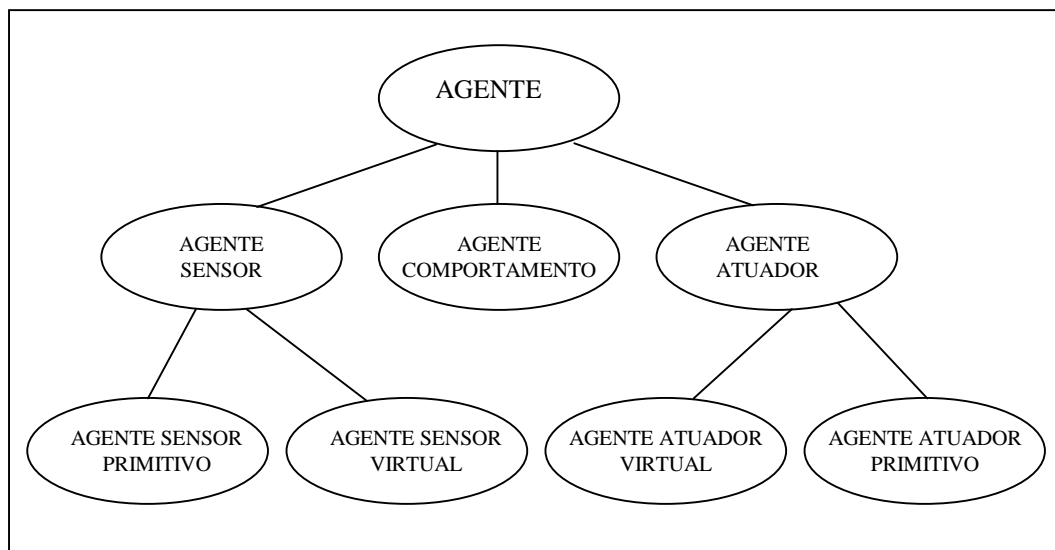 AGENTE
AGENTE
SENSOR
AGENTE
COMPORTAMENTO
AGENTE
ATUADOR
AGENTE SENSOR
PRIMITIVO
AGENTE SENSOR
VIRTUAL
AGENTE ATUADOR
VIRTUAL
AGENTE ATUADOR
PRIMITIVO